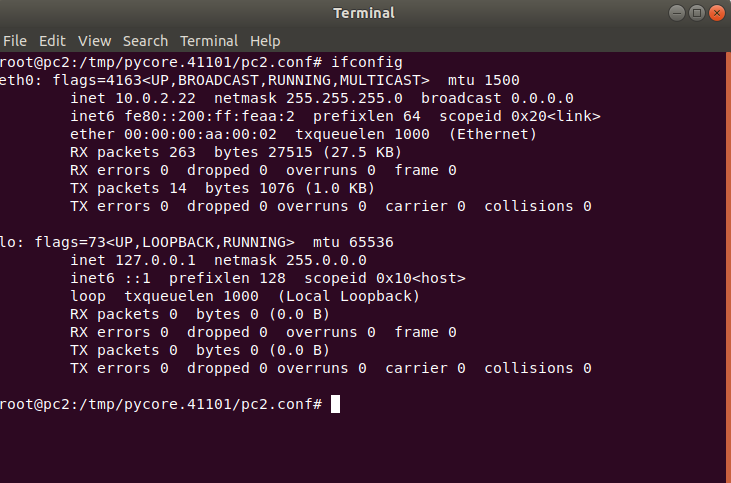 Terminal
File Edit View Search Terminal Help
root@pc2:/tmp/pycore.41101/pc2.conf# ifconfig
eth0: flags=4163<UP,BROADCAST,RUNNING,MULTICAST>  mtu 1500
        inet 10.0.2.22  netmask 255.255.255.0  broadcast 0.0.0.0
        inet6 fe80::200:ff:feaa:2  prefixlen 64  scopeid 0x20<link>
        ether 00:00:00:aa:00:02  txqueuelen 1000  (Ethernet)
        RX packets 263  bytes 27515 (27.5 KB)
        RX errors 0  dropped 0  overruns 0  frame 0
        TX packets 14  bytes 1076 (1.0 KB)
        TX errors 0  dropped 0 overruns 0  carrier 0  collisions 0
lo: flags=73<UP,LOOPBACK,RUNNING>  mtu 65536
        inet 127.0.0.1  netmask 255.0.0.0
        inet6 ::1  prefixlen 128  scopeid 0x10<host>
        loop  txqueuelen 1000  (Local Loopback)
        RX packets 0  bytes 0 (0.0 B)
        RX errors 0  dropped 0  overruns 0  frame 0
        TX packets 0  bytes 0 (0.0 B)
        TX errors 0  dropped 0 overruns 0  carrier 0  collisions 0
root@pc2:/tmp/pycore.41101/pc2.conf#